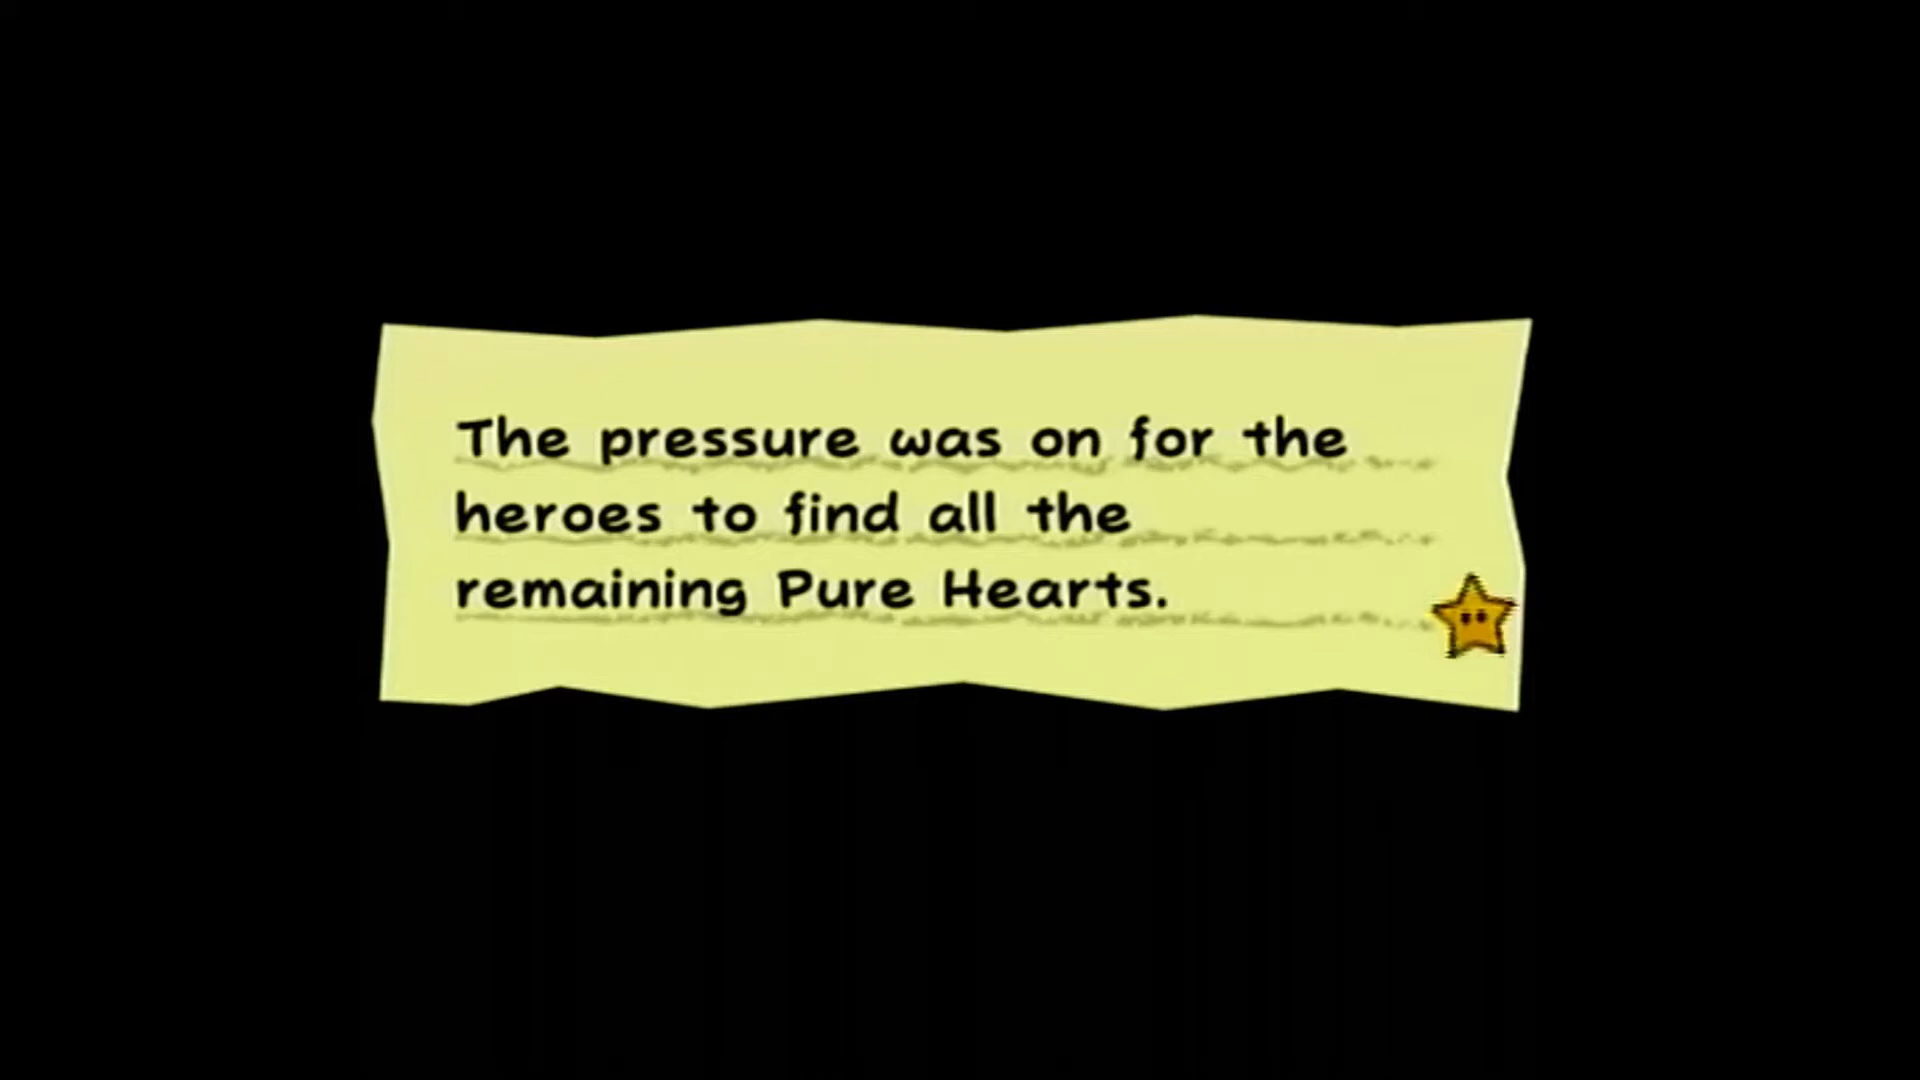 The pressure was on for the
heroes to find all the
remaining Pure Hearts.